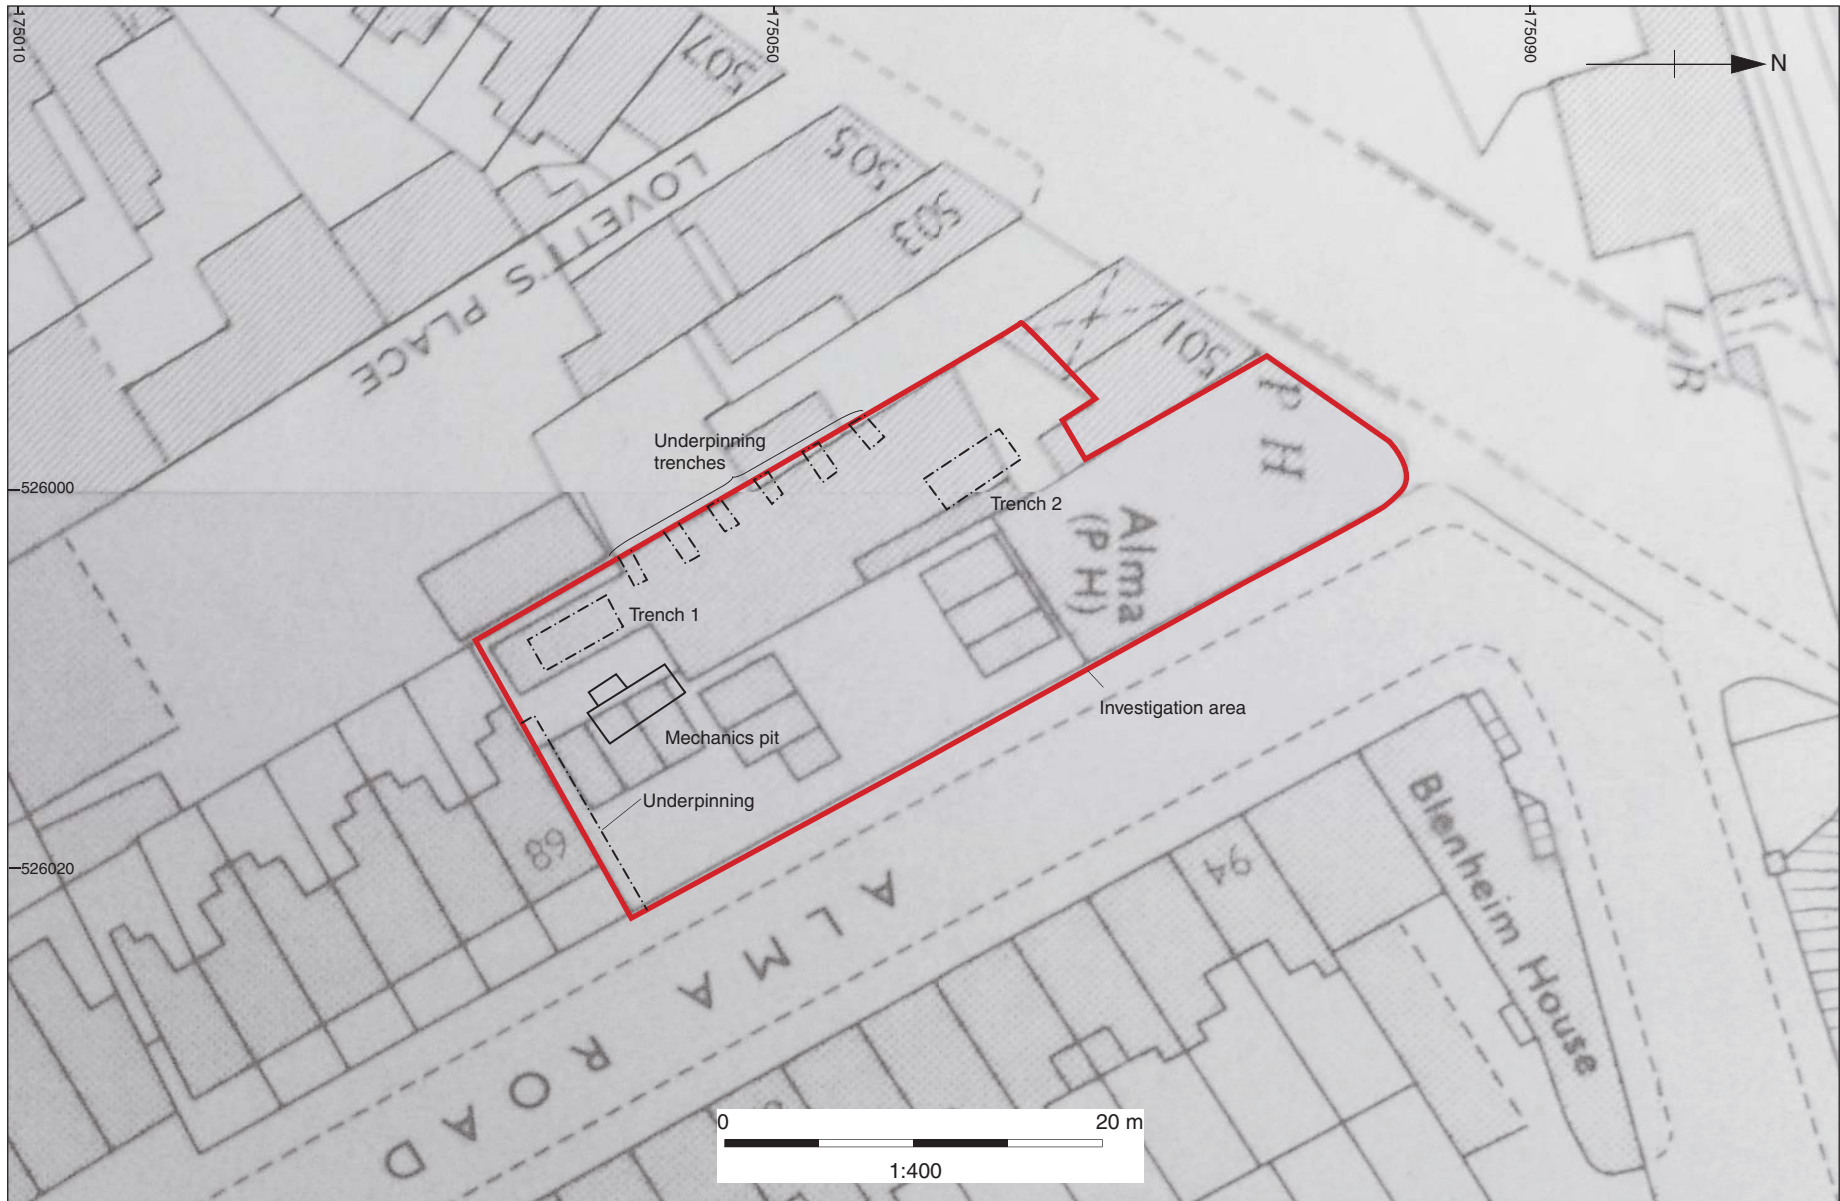 175010
175050
175090
N
507
505
503
501
LOVETT'S PLACE
P H
Underpinning
trenches
526000
Trench 2
Alma
(P H)
Trench 1
Investigation area
Mechanics pit
Underpinning
68
526020
94
Blenheim House
ALMA ROAD
0 20 m
1:400